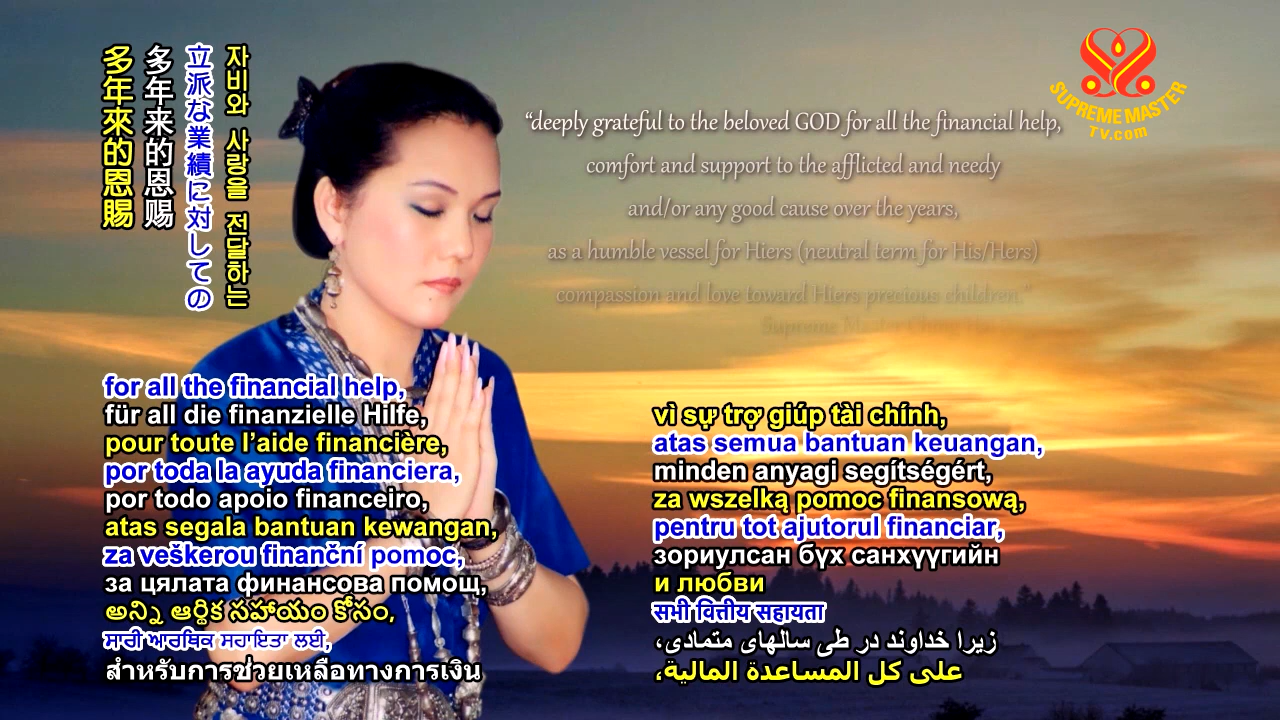 多年來的恩賜
多年来的恩赐
立派な業績に対しての
자비와 사랑을 전달하는
SUPREME MASTER
TV.com
“deeply grateful to the beloved GOD for all the financial help,
comfort and support to the afflicted and needy
and/or any good cause over the years,
as a humble vessel for Hiers (neutral term for His/Hers)
compassion and love toward Hiers precious children.”
Supreme Master Ching
for all the financial help,
für all die finanzielle Hilfe,
pour toute l’aide financière,
por toda la ayuda financiera,
por todo apoio financeiro,
atas segala bantuan kewangan,
za veškerou finanční pomoc,
за цялата финансова помощ,
అన్ని ఆర్థిక సహాయం కోసం,
ਸਾਰੀ ਆਰਥਿਕ ਸਹਾਇਤਾ ਲਈ,
สำหรับการช่วยเหลือทางการเงิน
vì sự trợ giúp tài chính,
atas semua bantuan keuangan,
minden anyagi segítségért,
za wszelką pomoc finansową,
pentru tot ajutorul financiar,
зориулсан бүх санхүүгийн
и любви
सभी वित्तीय सहायता
زیرا خداوند در طی سالهای متمادی،
على كل المساعدة المالية،